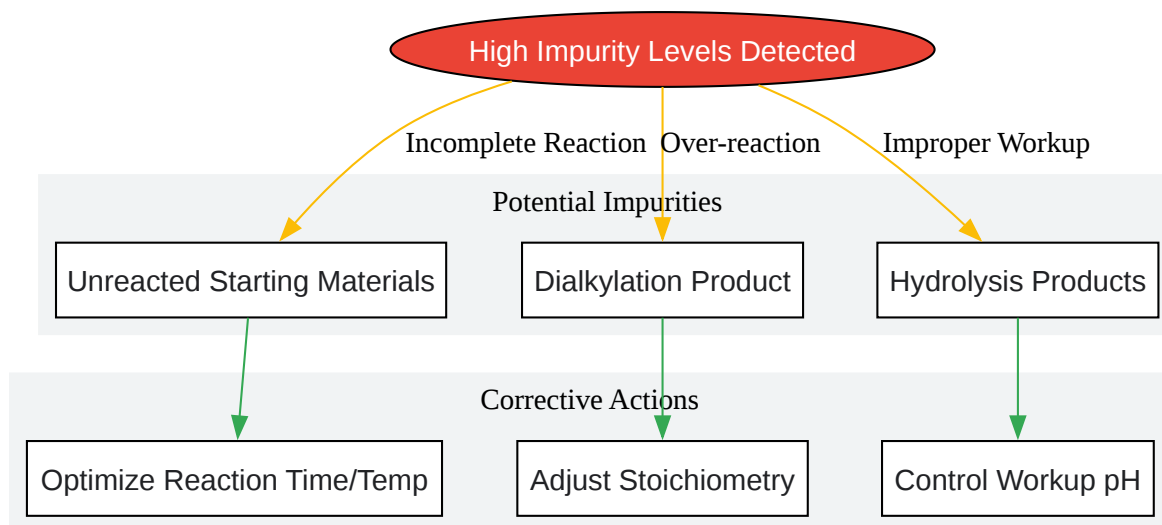 High Impurity Levels Detected
Incomplete Reaction
Over-reaction
Improper Workup
Potential Impurities
Unreacted Starting Materials
Dialkylation Product
Hydrolysis Products
Corrective Actions
Optimize Reaction Time/Temp
Adjust Stoichiometry
Control Workup pH